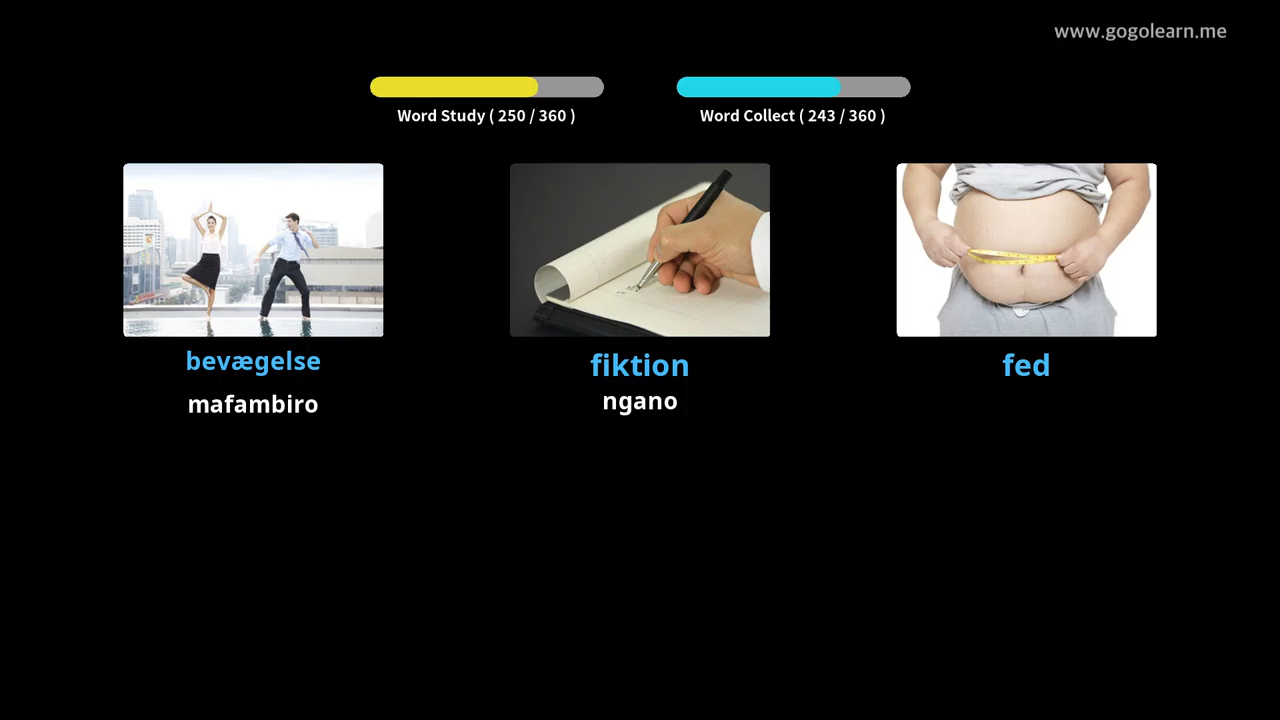 www.gogolearn.me
Word Study ( 250 / 360 )
Word Collect ( 243 / 360 )
bevægelse
mafambiro
fiktion
ngano
fed